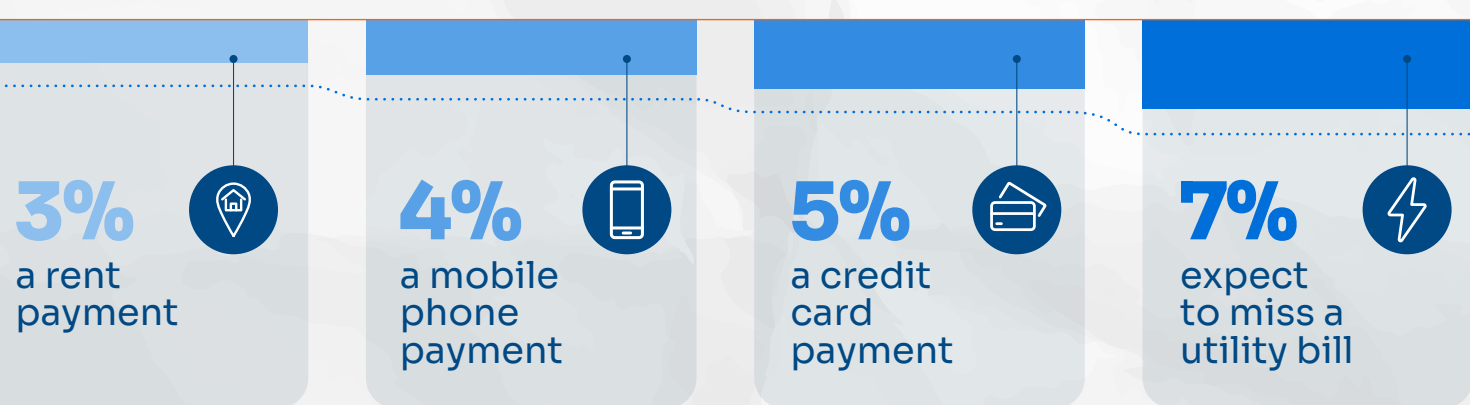 3%
a rent
payment
4%
a mobile
phone
payment
5%
a credit
card
payment
7%
expect
to miss a
utility bill